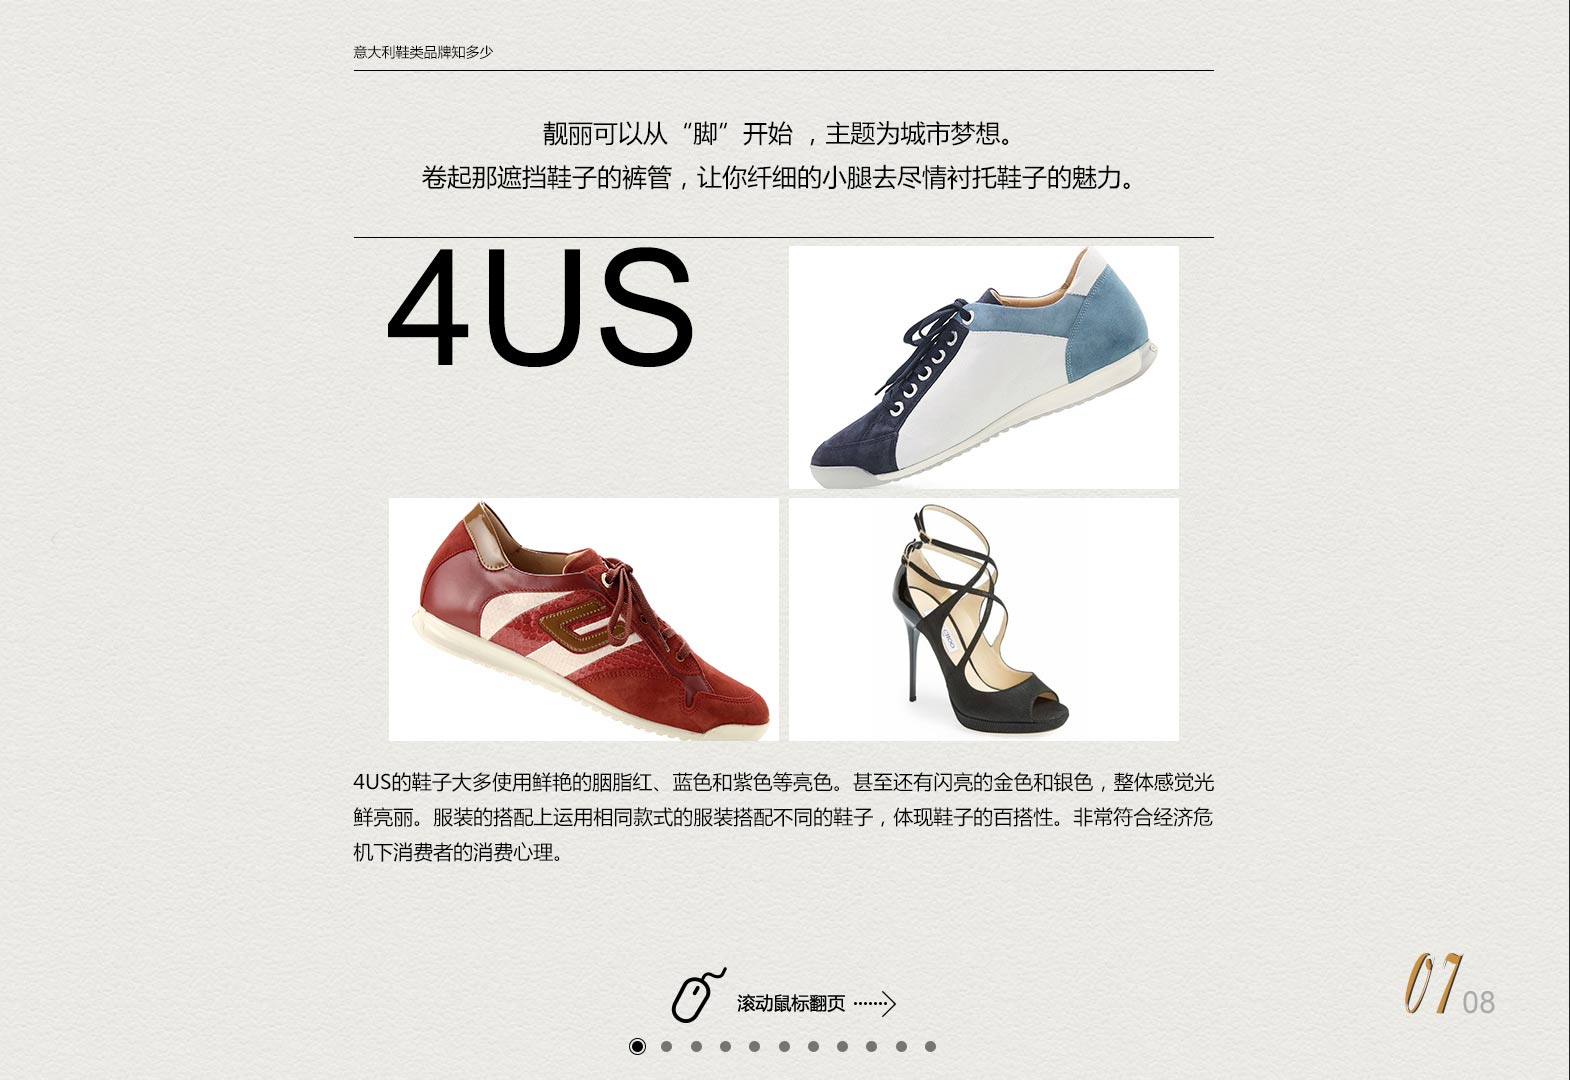 意大利鞋类品牌知多少
靓丽可以从“脚”开始，主题为城市梦想。
卷起那遮挡鞋子的裤管，让你纤细的小腿去尽情衬托鞋子的魅力。
4US
CHOO
4US的鞋子大多使用鲜艳的胭脂红、蓝色和紫色等亮色。甚至还有闪亮的金色和银色，整体感觉光
鲜亮丽。服装的搭配上运用相同款式的服装搭配不同的鞋子，体现鞋子的百搭性。非常符合经济危
机下消费者的消费心理。
滚动鼠标翻页
07 08